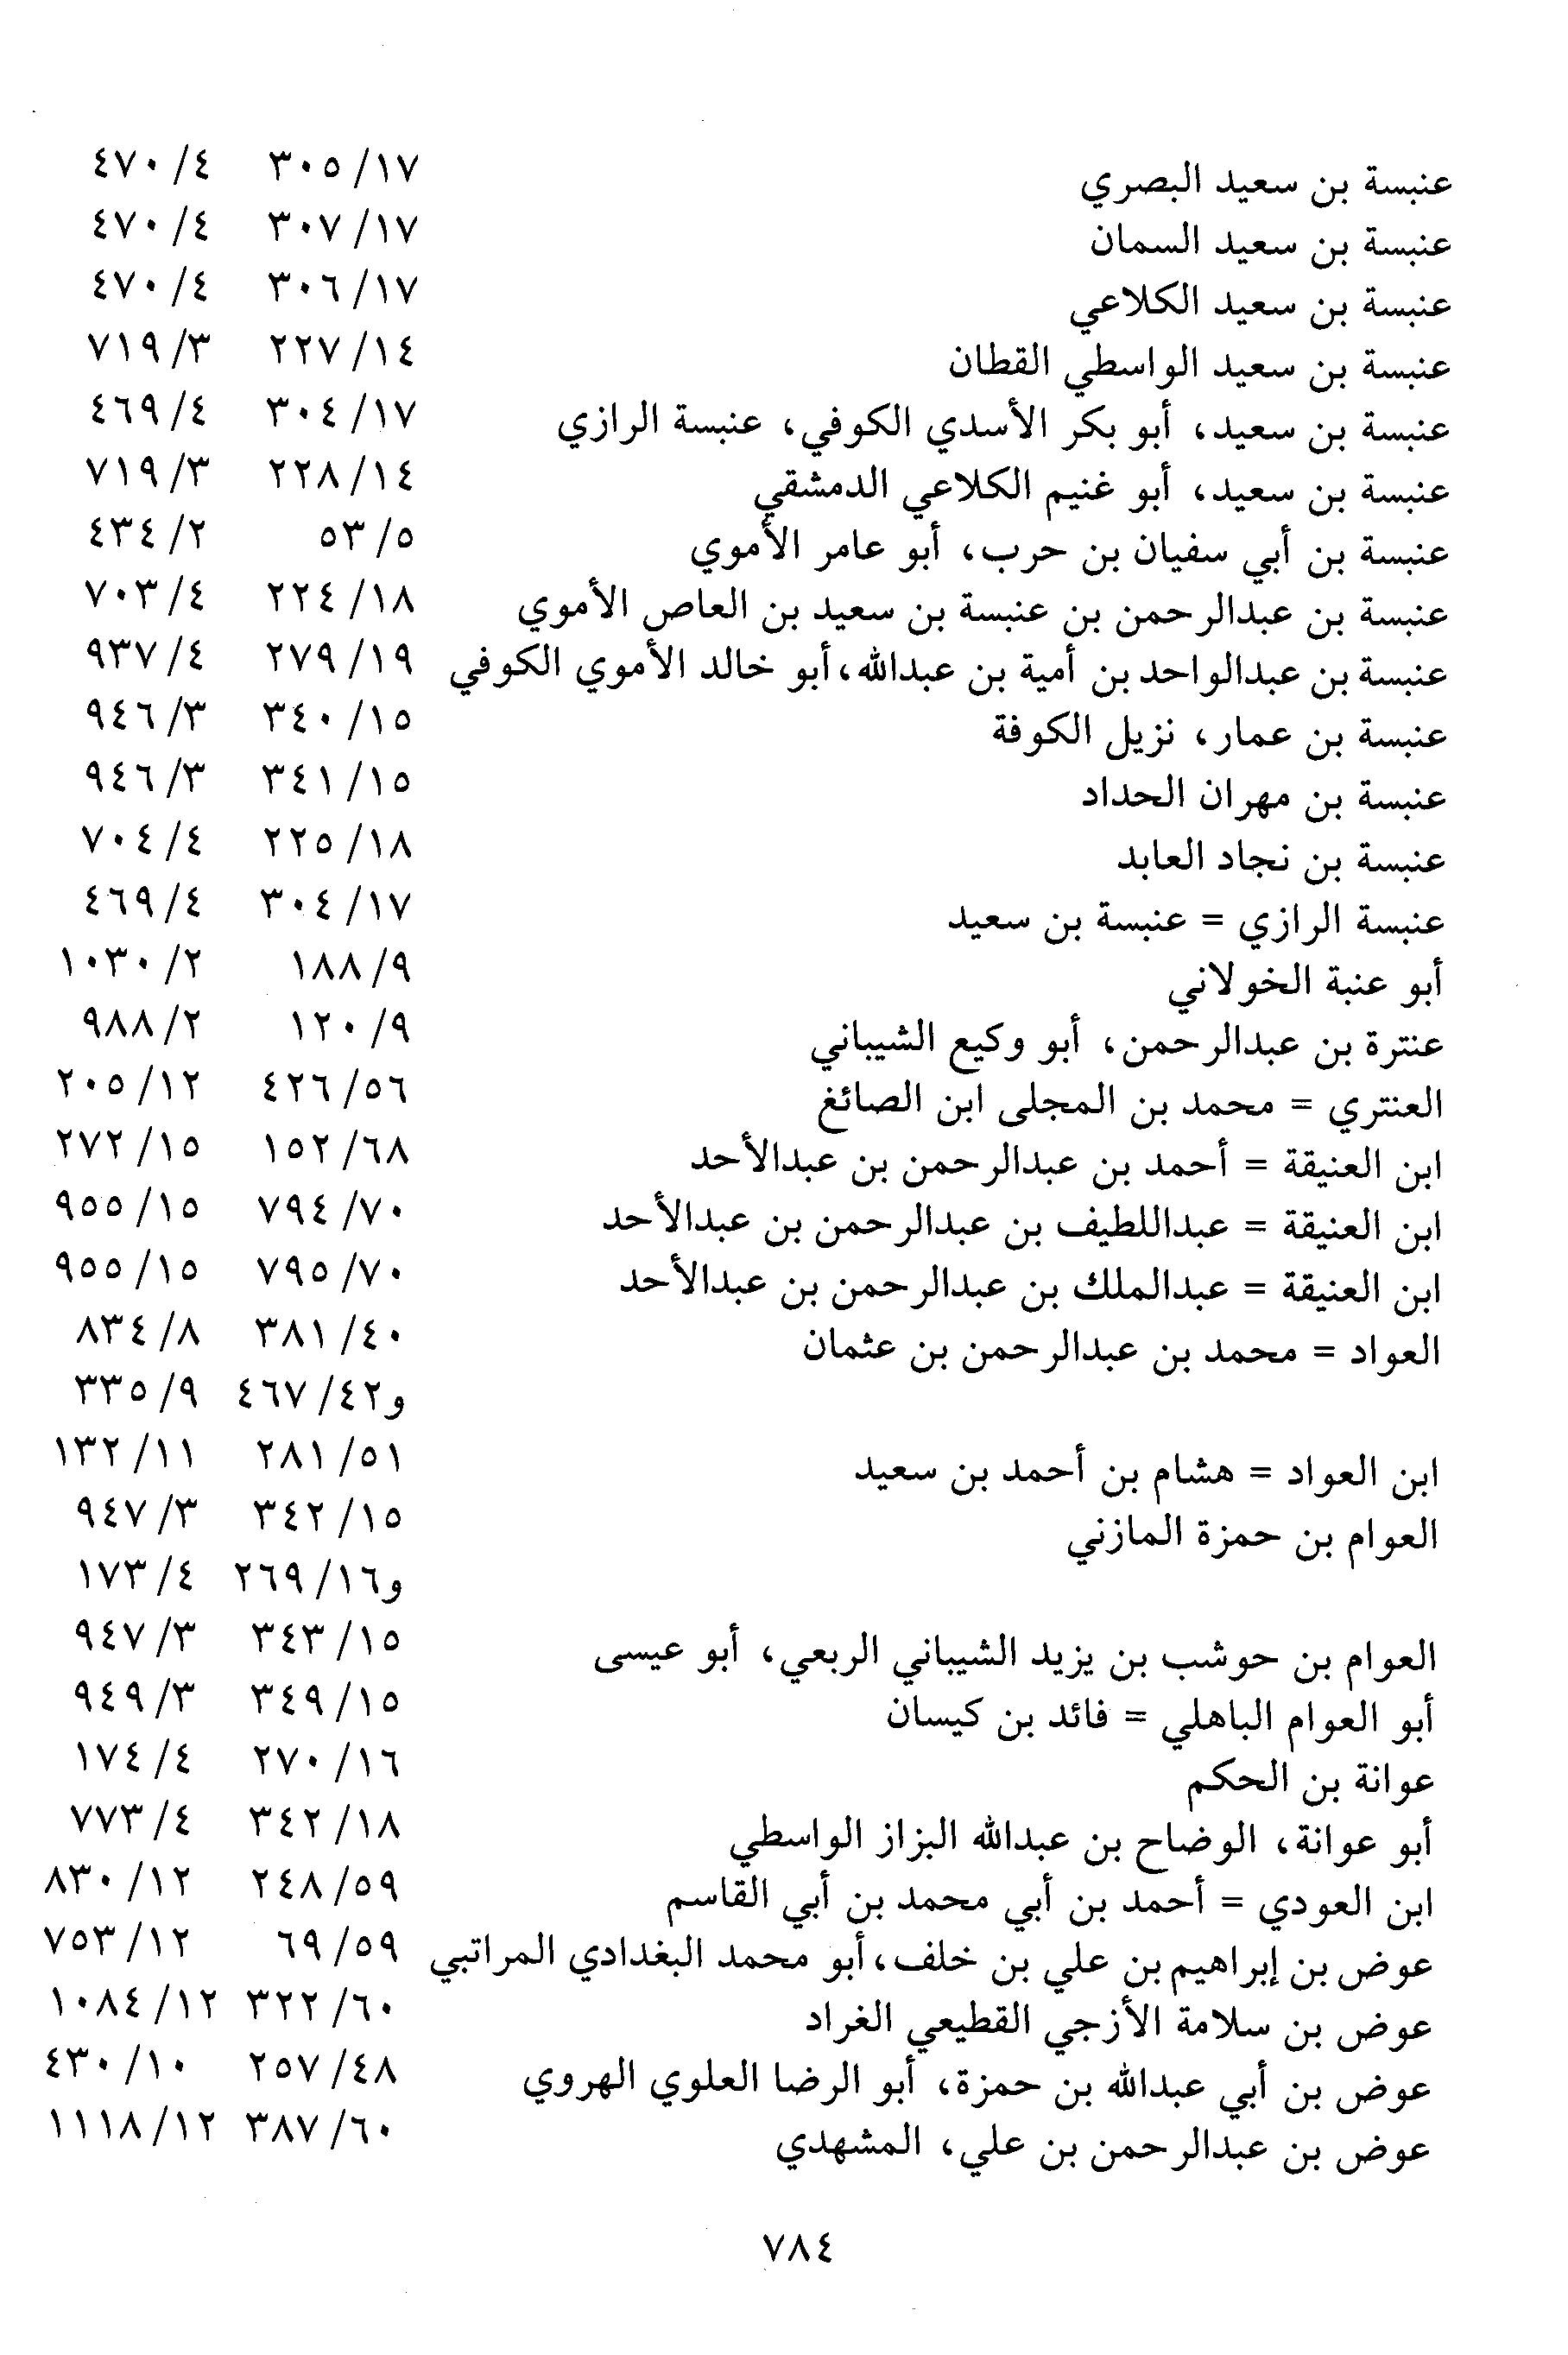 عنبسة بن سعيد البصري ١٧/ ٣٠٥ ٤/ ٤٧٠
عنبسة بن سعيد السمان ١٧/ ٣٠٧ ٤/ ٤٧٠
عنبسة بن سعيد الكلاعي ١٧/ ٣٠٦ ٤/ ٤٧٠
عنبسة بن سعيد الواسطي القطان ١٤/ ٢٢٧ ٣/ ٧١٩
عنبسة بن سعيد، أبو بكر الأسدي الكوفي، عنبسة الرازي ١٧/ ٣٠٤ ٤/ ٤٦٩
عنبسة بن سعيد، أبو غنيم الكلاعي الدمشقي ١٤/ ٢٢٨ ٣/ ٧١٩
عنبسة بن أبي سفيان بن حرب، أبو عامر الأموي ٥/ ٥٣ ٢/ ٤٣٤
عنبسة بن عبدالرحمن بن عنبسة بن سعيد بن العاص الأموي ١٨/ ٢٢٤ ٤/ ٧٠٣
عنبسة بن عبدالواحد بن أمية بن عبدالله، أبو خالد الأموي الكوفي ١٩/ ٢٧٩ ٤/ ٩٣٧
عنبسة بن عمار، نزيل الكوفة ١٥/ ٣٤٠ ٣/ ٩٤٦
عنبسة بن مهران الحداد ١٥/ ٣٤١ ٣/ ٩٤٦
عنبسة بن نجاد العابد ١٨/ ٢٢٥ ٤/ ٧٠٤
عنبسة الرازي = عنبسة بن سعيد ١٧/ ٣٠٤ ٤/ ٤٦٩
أبو عنبة الخولاني ٩/ ١٨٨ ٢/ ١٠٣٠
عنترة بن عبدالرحمن، أبو وكيع الشيباني ٩/ ١٢٠ ٢/ ٩٨٨
العنتري = محمد بن المجلى ابن الصائغ ٥٦/ ٤٢٦ ١٢/ ٢٠٥
ابن العنيقة = أحمد بن عبدالرحمن بن عبدالأحد ٦٨/ ١٥٢ ١٥/ ٢٧٢
ابن العنيقة = عبداللطيف بن عبدالرحمن بن عبدالأحد ٧٠/ ٧٩٤ ١٥/ ٩٥٥
ابن العنيقة = عبدالملك بن عبدالرحمن بن عبدالأحد ٧٠/ ٧٩٥ ١٥/ ٩٥٥
العواد = محمد بن عبدالرحمن بن عثمان ٤٠/ ٣٨١ ٨/ ٨٣٤
و٤٢/ ٤٦٧ ٩/ ٣٣٥
ابن العواد = هشام بن أحمد بن سعيد ٥١/ ٢٨١ ١١/ ١٣٢
العوام بن حمزة المازني ١٥/ ٣٤٢ ٣/ ٩٤٧
و١٦/ ٢٦٩ ٤/ ١٧٣
العوام بن حوشب بن يزيد الشيباني الربعي، أبو عيسى ١٥/ ٣٤٣ ٣/ ٩٤٧
أبو العوام الباهلي = فائد بن كيسان ١٥/ ٣٤٩ ٣/ ٩٤٩
عوانة بن الحكم ١٦/ ٢٧٠ ٤/ ١٧٤
أبو عوانة، الوضاح بن عبدالله البزاز الواسطي ١٨/ ٣٤٢ ٤/ ٧٧٣
ابن العودي = أحمد بن أبي محمد بن أبي القاسم ٥٩/ ٢٤٨ ١٢/ ٨٣٠
عوض بن إبراهيم بن علي بن خلف، أبو محمد البغدادي المراتبي ٥٩/ ٦٩ ١٢/ ٧٥٣
عوض بن سلامة الأزجي القطيعي الغراد ٦٠/ ٣٢٢ ١٢/ ١٠٨٤
عوض بن أبي عبدالله بن حمزة، أبو الرضا العلوي الهروي ٤٨/ ٢٥٧ ١٠/ ٤٣٠
عوض بن عبدالرحمن بن علي، المشهدي ٦٠/ ٣٨٧ ١٢/ ١١١٨
٧٨٤